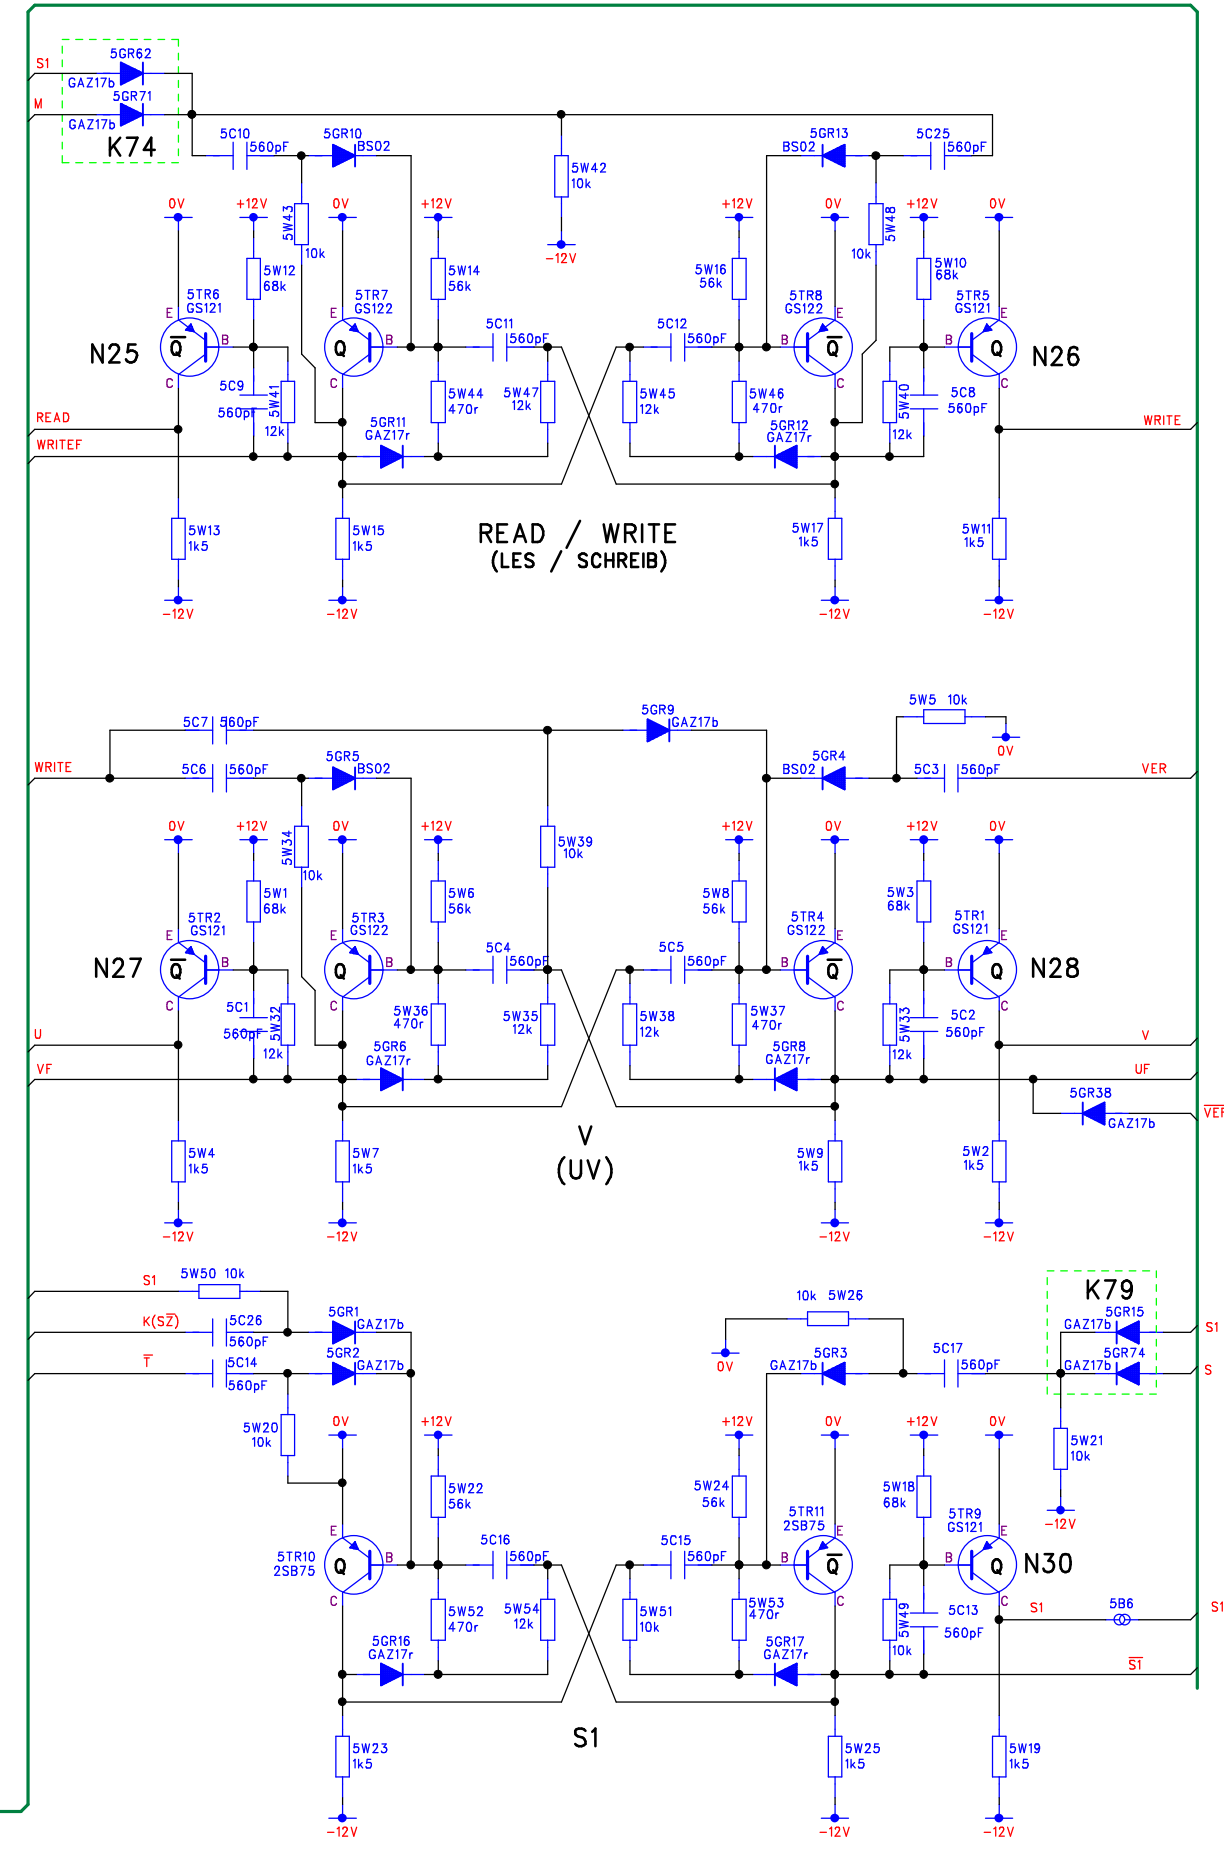 5GR62
S1
GAZ17b
5GR71
M
GAZ17b
K74
5C10
560pF
5GR10
BS02
5GR13
BS02
5C25
560pF
5W42
10k
-12V
0V
+12V
5W43
10k
0V
+12V
+12V
0V
5W48
10k
+12V
0V
5W12
68k
5W14
56k
5W16
56k
5W10
68k
5TR6
GS121
5TR7
GS122
5TR8
GS122
5TR5
GS121
E
E
E
E
5C11
560pF
5C12
560pF
N25
Q̅
B
Q
B
B
Q̅
B
Q
N26
C
C
C
C
5C9
560pF
5W41
12k
5W44
470r
5W47
12k
5W45
12k
5W46
470r
5W40
12k
5C8
560pF
READ
WRITEF
5GR11
GAZ17r
5GR12
GAZ17r
WRITE
5W13
1k5
5W15
1k5
READ / WRITE
(LES / SCHREIB)
5W17
1k5
5W11
1k5
-12V
-12V
-12V
-12V
5C7
560pF
5GR9
GAZ17b
5W5 10k
0V
WRITE
5C6
560pF
5GR5
BS02
5GR4
BS02
5C3
560pF
VER
0V
+12V
5W34
10k
0V
+12V
5W39
10k
+12V
0V
+12V
0V
5W1
68k
5W6
56k
5W8
56k
5W3
68k
5TR2
GS121
5TR3
GS122
5TR4
GS122
5TR1
GS121
E
E
E
E
5C4
560pF
5C5
560pF
N27
Q̅
B
Q
B
B
Q̅
B
Q
N28
C
C
C
C
5C1
560pF
5W32
12k
5W36
470r
5W35
12k
5W38
12k
5W37
470r
5W33
12k
5C2
560pF
U
VF
5GR6
GAZ17r
5GR8
GAZ17r
V
UF
5GR38
GAZ17b
V
(UV)
5W4
1k5
5W7
1k5
5W9
1k5
5W2
1k5
-12V
-12V
-12V
-12V
S1
5W50 10k
K(SZ̅)
5C26
560pF
5GR1
GAZ17b
T̅
5C14
560pF
5GR2
GAZ17b
10k 5W26
0V
5GR3
GAZ17b
5C17
560pF
K79
5GR15
GAZ17b
S1
5GR74
GAZ17b
S
5W20
10k
0V
+12V
+12V
0V
+12V
0V
5W21
10k
-12V
5W22
56k
5W24
56k
5W18
68k
5TR11
2SB75
5TR9
GS121
E
E
E
5TR10
2SB75
Q
B
5C16
560pF
5C15
560pF
B
Q̅
B
Q
N30
C
C
C
5W52
470r
5W54
12k
5W51
10k
5W53
470r
5W49
10k
5C13
560pF
S1
5B6
S1
5GR16
GAZ17r
5GR17
GAZ17r
S̅1̅
S1
5W23
1k5
5W25
1k5
5W19
1k5
-12V
-12V
-12V